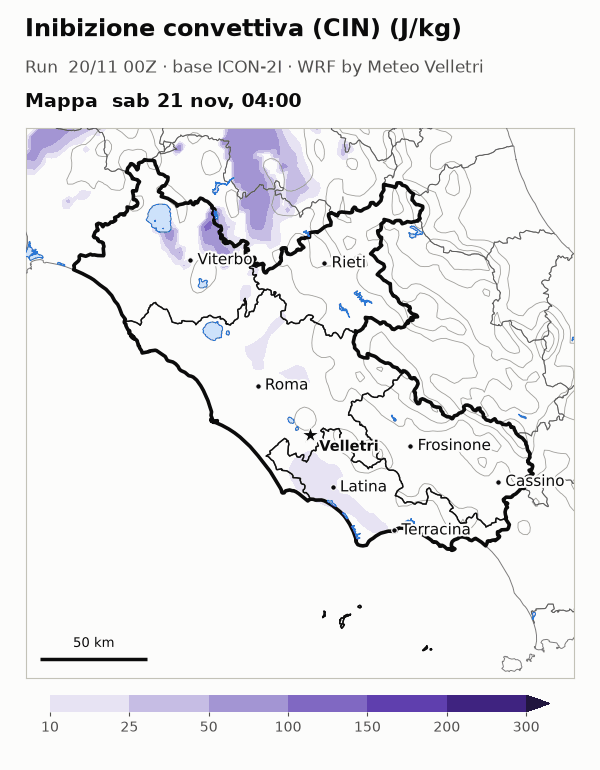 Inibizione convettiva (CIN) (J/kg)
Run  20/11 00Z · base ICON-2I · WRF by Meteo Velletri
Mappa  sab 21 nov, 04:00
Viterbo
Rieti
Roma
Velletri
Frosinone
Latina
Cassino
Terracina
50 km
10 25 50 100 150 200 300